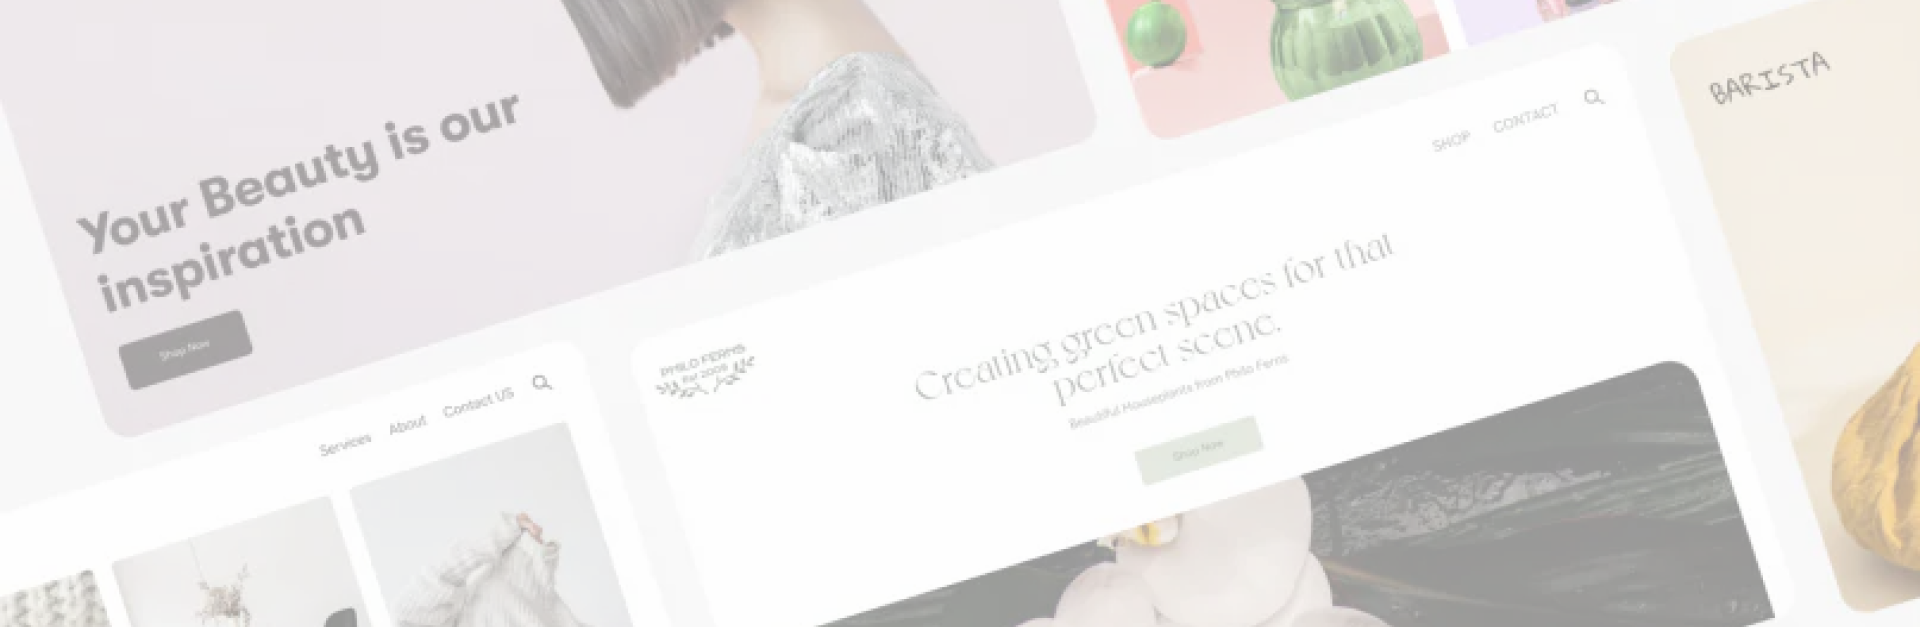 Your Beauty is our
inspiration
Shop Now
Services About Contact US
PHILO FERNS
Est 2008
SHOP CONTACT
Creating green spaces for that
perfect scene.
Beautiful Houseplants from Philo Ferns.
Shop Now
BARISTA